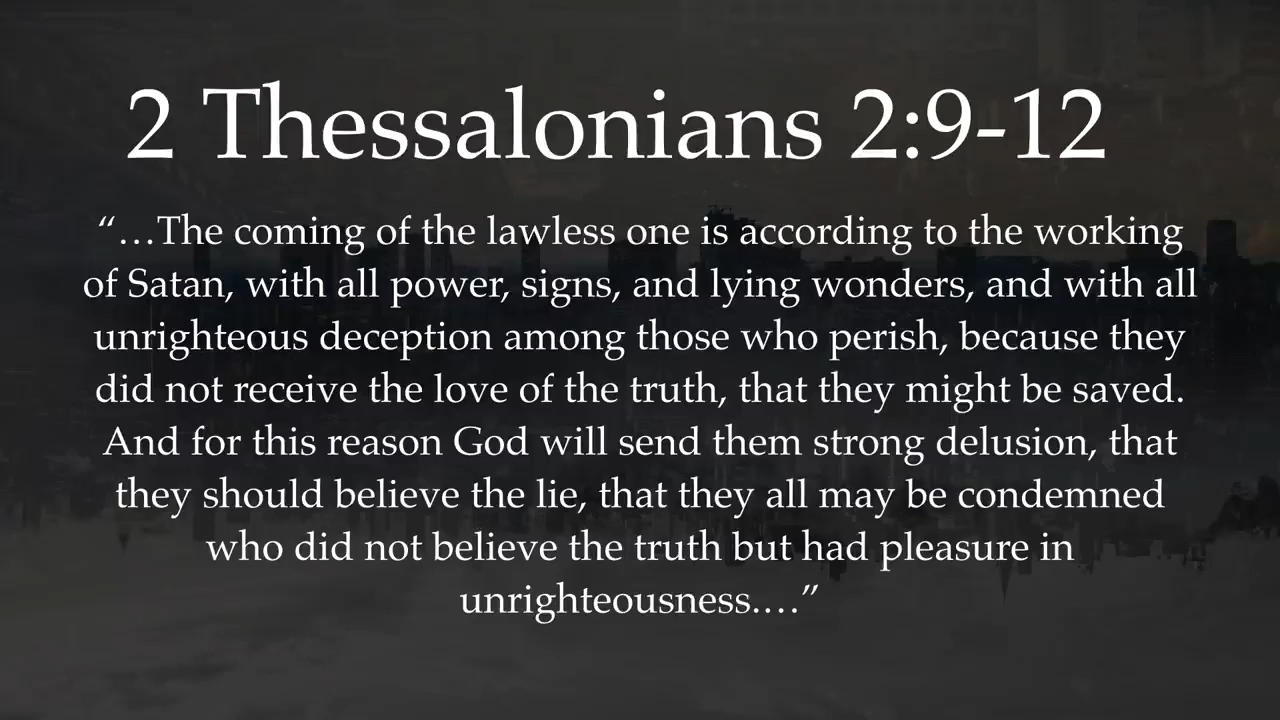 2 Thessalonians 2:9-12
“…The coming of the lawless one is according to the working
of Satan, with all power, signs, and lying wonders, and with all
unrighteous deception among those who perish, because they
did not receive the love of the truth, that they might be saved.
And for this reason God will send them strong delusion, that
they should believe the lie, that they all may be condemned
who did not believe the truth but had pleasure in
unrighteousness.…”